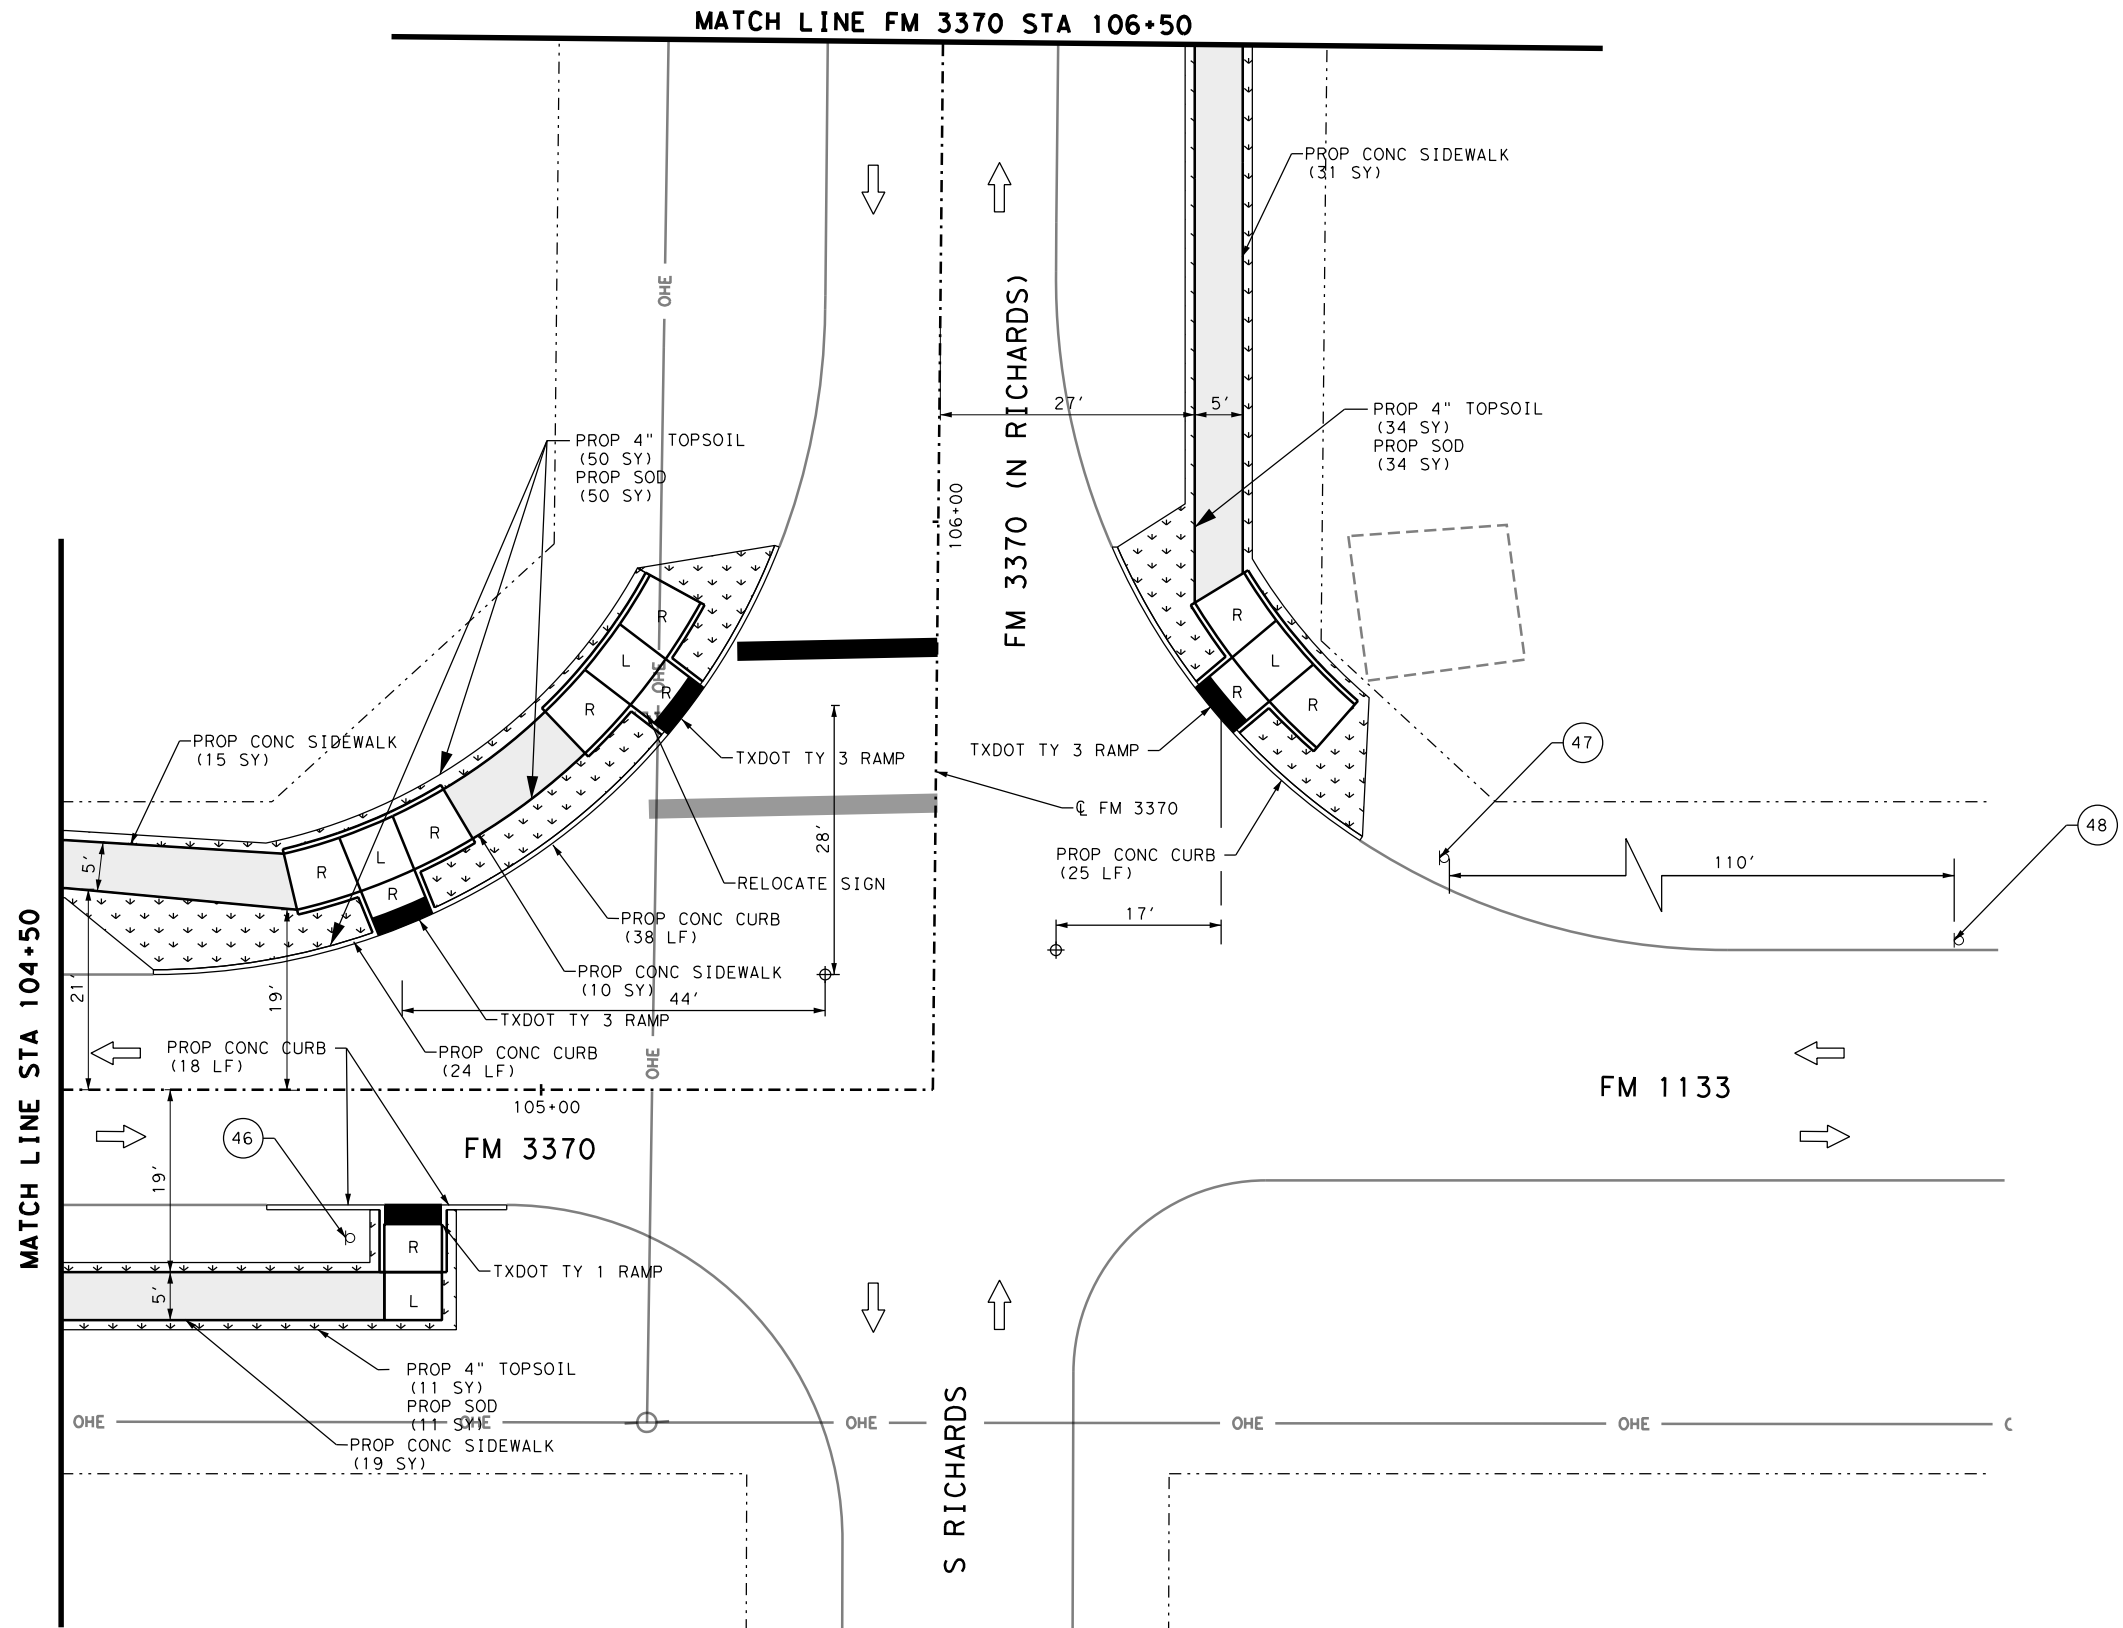 MATCH LINE FM 3370 STA 106+50
PROP CONC SIDEWALK
(31 SY)
OHE
FM 3370 (N RICHARDS)
27'
5'
PROP 4" TOPSOIL
(34 SY)
PROP SOD
(34 SY)
PROP 4" TOPSOIL
(50 SY)
PROP SOD
(50 SY)
106+00
R
L
R
R
OHE
R
L
R
R
PROP CONC SIDEWALK
(15 SY)
TXDOT TY 3 RAMP
TXDOT TY 3 RAMP
47
℄ FM 3370
48
28'
R
L
R
R
5'
PROP CONC CURB
(25 LF)
110'
RELOCATE SIGN
PROP CONC CURB
(38 LF)
17'
PROP CONC SIDEWALK
(10 SY)
21'
19'
44'
TXDOT TY 3 RAMP
PROP CONC CURB
(18 LF)
PROP CONC CURB
(24 LF)
OHE
MATCH LINE STA 104+50
FM 1133
105+00
FM 3370
46
19'
R
TXDOT TY 1 RAMP
5'
L
PROP 4" TOPSOIL
(11 SY)
PROP SOD
(11 SY)
OHE
OHE
OHE
OHE
OHE
PROP CONC SIDEWALK
(19 SY)
S RICHARDS